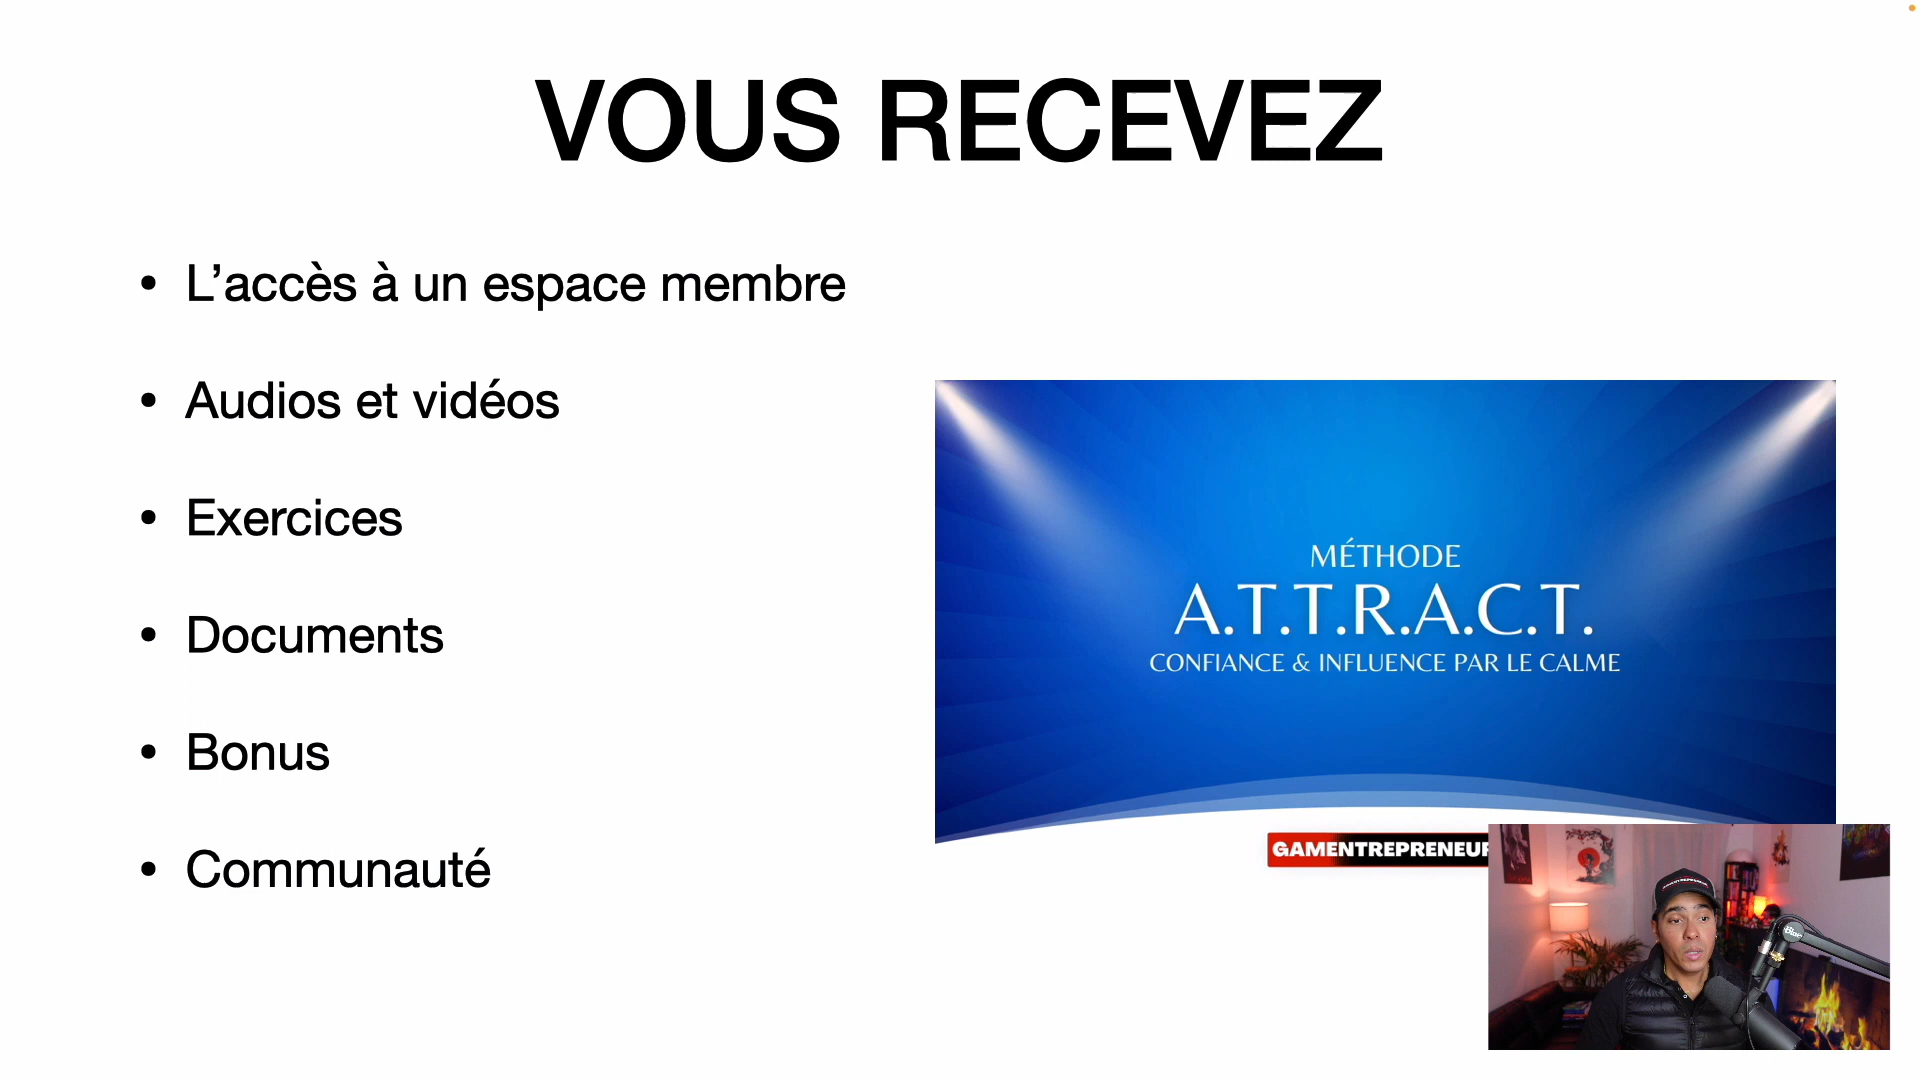 VOUS RECEVEZ
• L’accès à un espace membre
• Audios et vidéos
• Exercices
• Documents
• Bonus
• Communauté
MÉTHODE
A.T.T.R.A.C.T.
CONFIANCE & INFLUENCE PAR LE CALME
GAMENTREPRENEUR